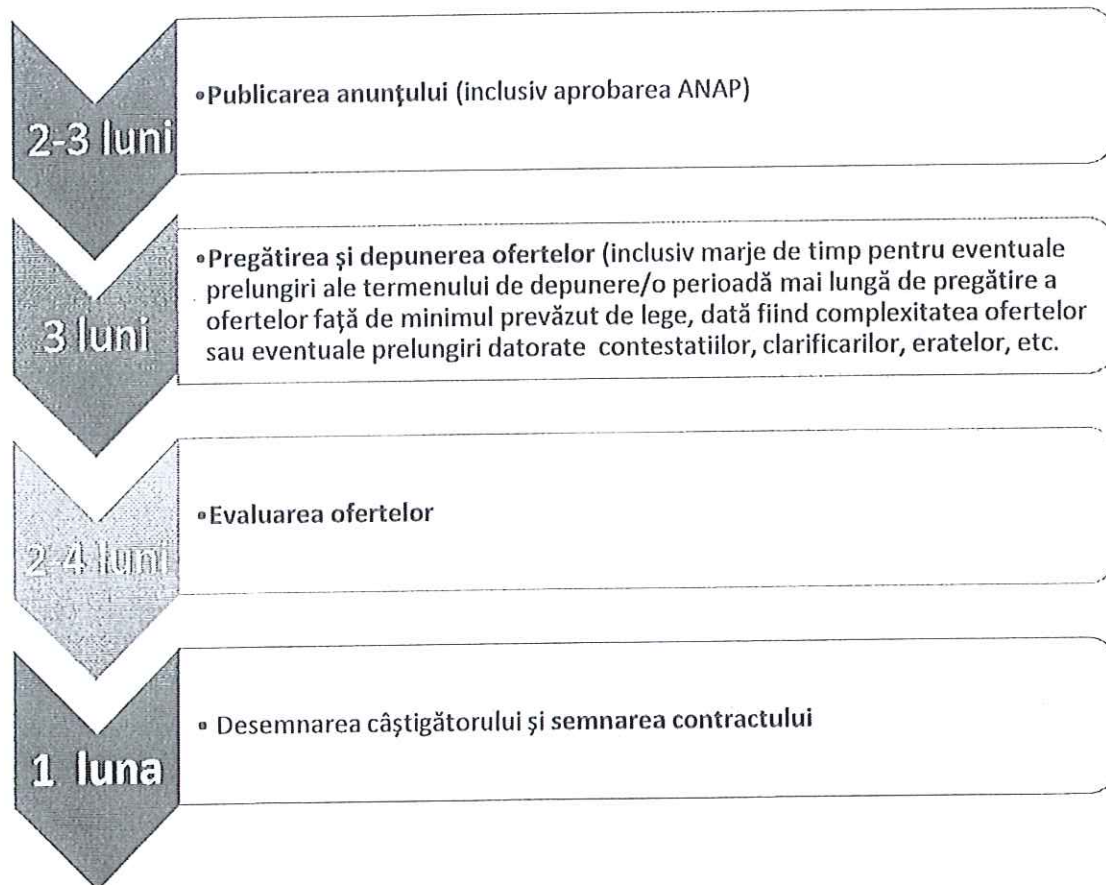 2-3 luni
•Publicarea anunţului (inclusiv aprobarea ANAP)
3 luni
•Pregătirea şi depunerea ofertelor (inclusiv marje de timp pentru eventuale
prelungiri ale termenului de depunere/o perioadă mai lungă de pregătire a
ofertelor faţă de minimul prevăzut de lege, dată fiind complexitatea ofertelor
sau eventuale prelungiri datorate contestatiilor, clarificarilor, eratelor, etc.
2-4 luni
•Evaluarea ofertelor
1 luna
• Desemnarea câştigătorului şi semnarea contractului